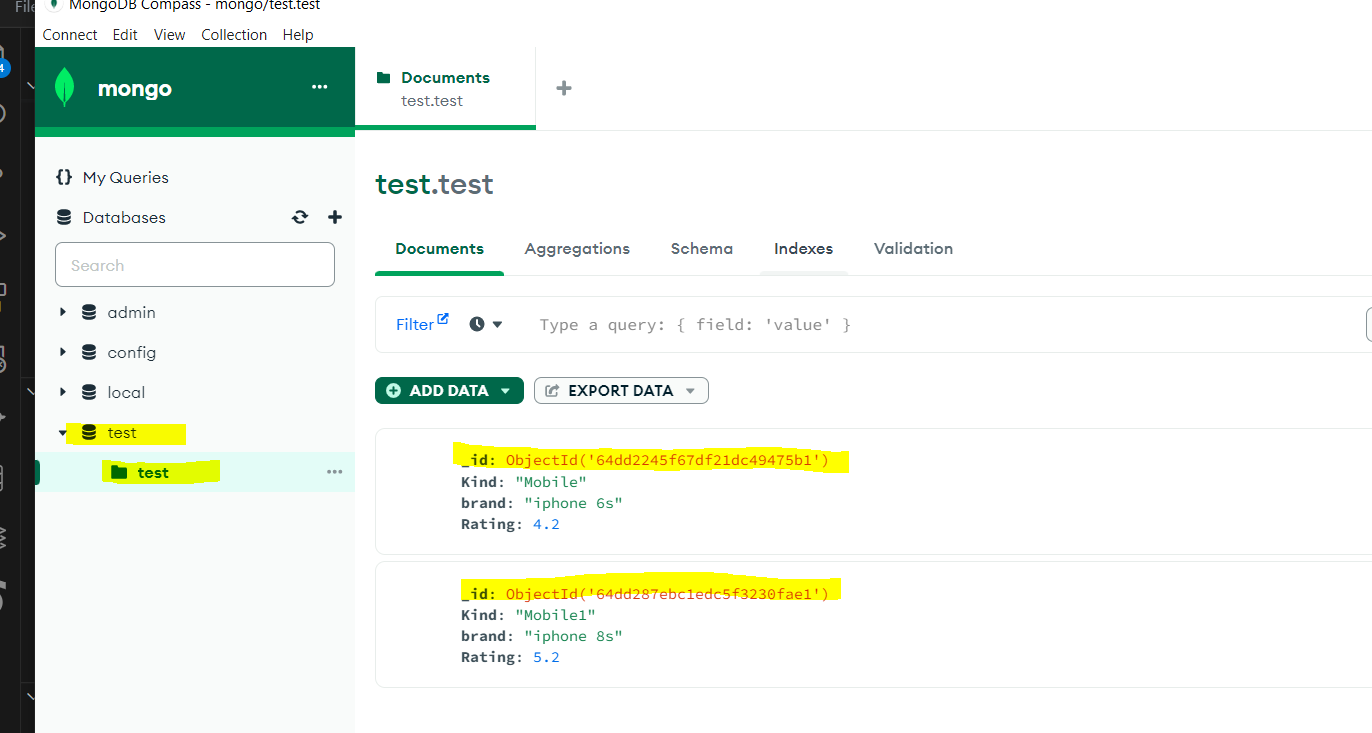 File
MongoDB Compass - mongo/test.test
Connect Edit View Collection Help
4
mongo
Documents
test.test
My Queries
Databases
Search
admin
config
local
test
test
test.test
Documents Aggregations Schema Indexes Validation
Filter Type a query: { field: 'value' }
ADD DATA EXPORT DATA
_id: ObjectId('64dd2245f67df21dc49475b1')
Kind: "Mobile"
brand: "iphone 6s"
Rating: 4.2
_id: ObjectId('64dd287ebc1edc5f3230fae1')
Kind: "Mobile1"
brand: "iphone 8s"
Rating: 5.2